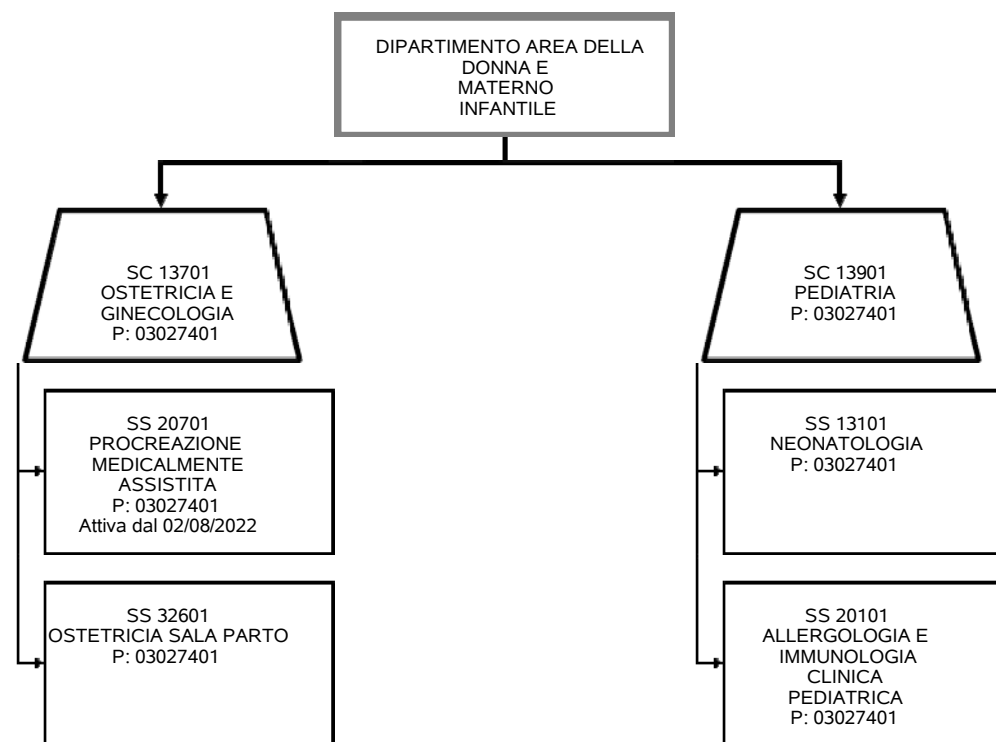 DIPARTIMENTO AREA DELLA
DONNA E
MATERNO
INFANTILE
SC 13701
OSTETRICIA E
GINECOLOGIA
P: 03027401
SC 13901
PEDIATRIA
P: 03027401
SS 20701
PROCREAZIONE
MEDICALMENTE
ASSISTITA
P: 03027401
Attiva dal 02/08/2022
SS 13101
NEONATOLOGIA
P: 03027401
SS 32601
OSTETRICIA SALA PARTO
P: 03027401
SS 20101
ALLERGOLOGIA E
IMMUNOLOGIA
CLINICA
PEDIATRICA
P: 03027401